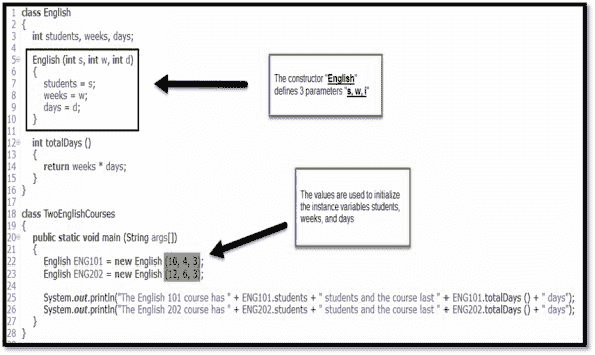 1 class English
2 {
3 int students, weeks, days;
4
5 English (int s, int w, int d)
6 {
7 students = s;
8 weeks = w;
9 days = d;
10 }
11
12 int totalDays ()
13 {
14 return weeks * days;
15 }
16 }
17
18 class TwoEnglishCourses
19 {
20 public static void main (String args[])
21 {
22 English ENG101 = new English (10, 4, 3);
23 English ENG202 = new English (12, 6, 3);
24
25 System.out.println("The English 101 course has " + ENG101.students + " students and the course last " + ENG101.totalDays () + " days");
26 System.out.println("The English 202 course has " + ENG202.students + " students and the course last " + ENG202.totalDays () + " days");
27 }
28 }
The constructor "English"
defines 3 parameters "s, w, i"
The values are used to initialize
the instance variables students,
weeks, and days